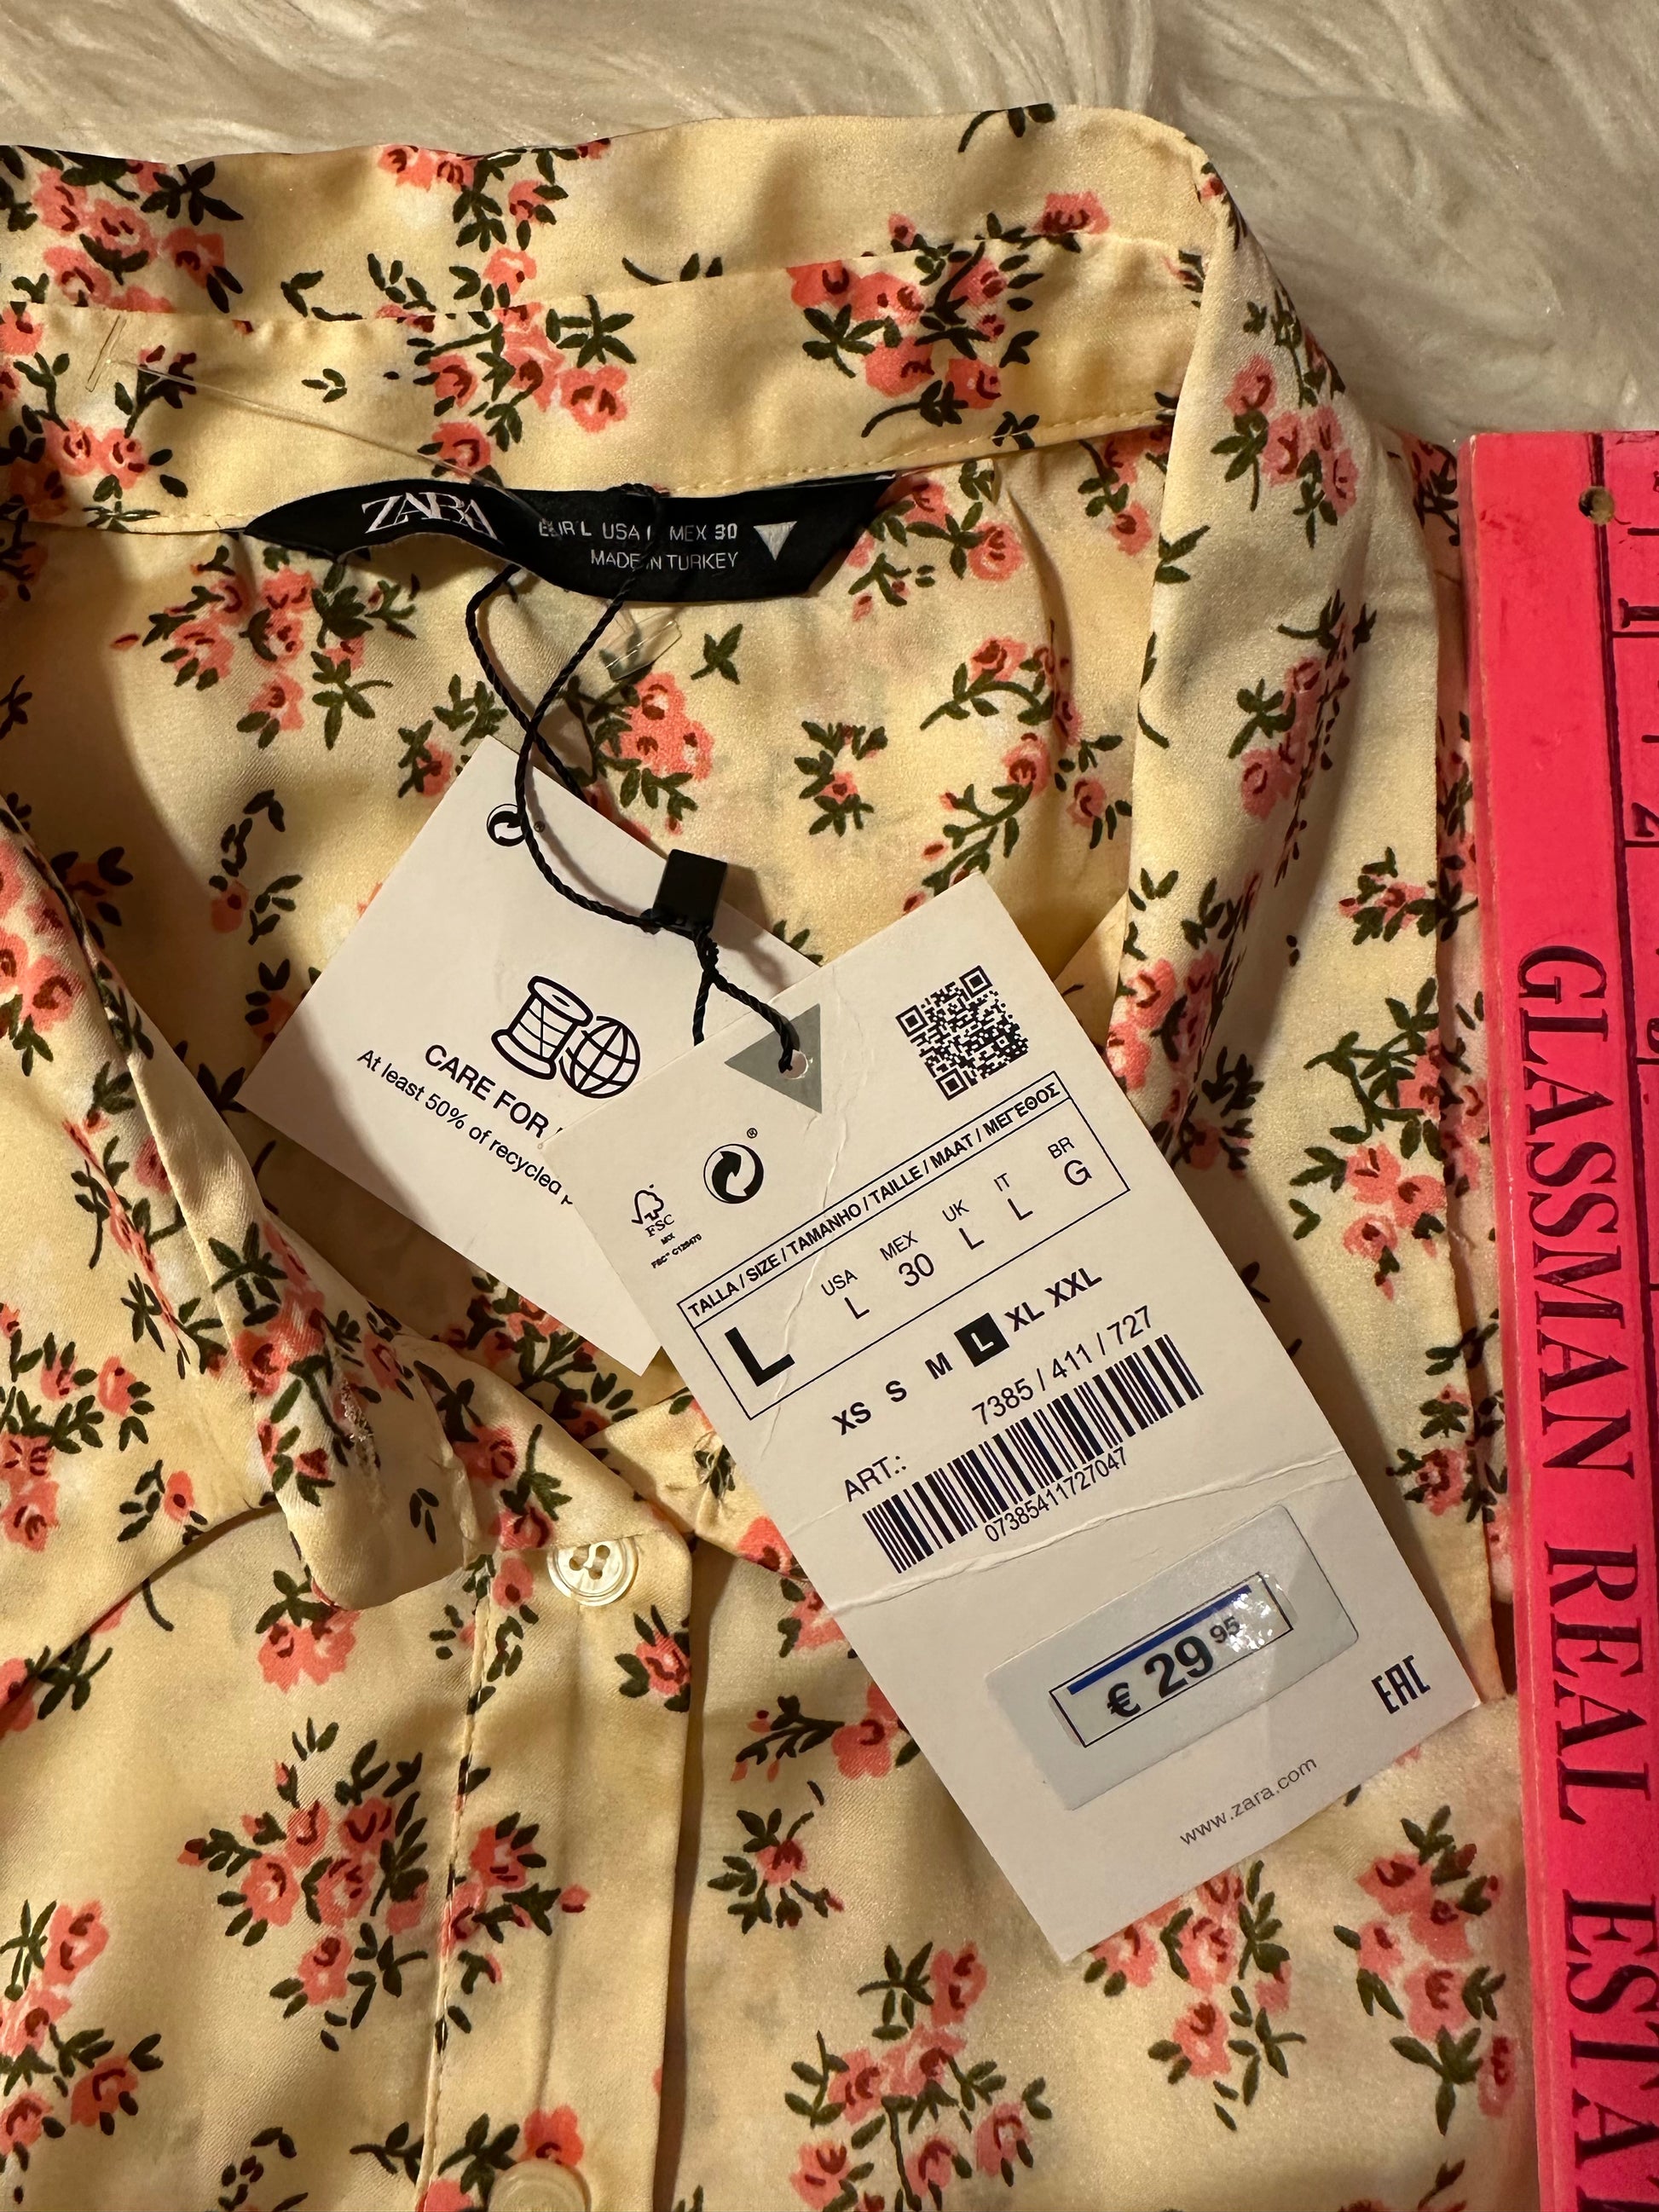 ZARA
EUR L USA L MEX 30
MADE IN TURKEY
CARE FOR
At least 50% of recycled
FSC
MIX
FSC™ C128470
TALLA / SIZE / TAMANHO / TAILLE / MAAT / ΜΕΓΕΘΟΣ
L
USA MEX UK IT BR
L 30 L L G
XS S M L XL XXL
7385 / 411 / 727
ART.:
07385411727047
€ 29 95
EAC
www.zara.com
GLASSMAN REAL ESTA